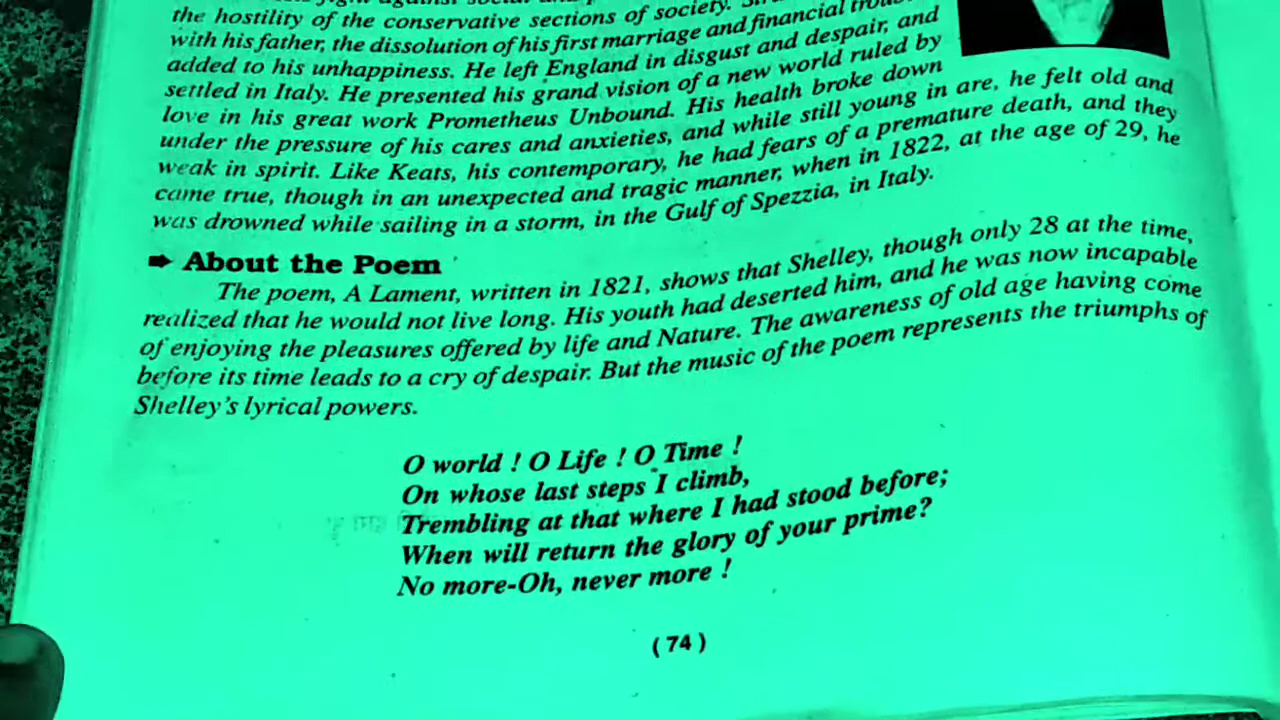 the hostility of the conservative sections of society.
with his father, the dissolution of his first marriage and financial
added to his unhappiness. He left England in disgust and despair, and
settled in Italy. He presented his grand vision of a new world ruled by
love in his great work Prometheus Unbound. His health broke down
under the pressure of his cares and anxieties, and while still young in are, he felt old and
weak in spirit. Like Keats, his contemporary, he had fears of a premature death, and they
came true, though in an unexpected and tragic manner, when in 1822, at the age of 29, he
was drowned while sailing in a storm, in the Gulf of Spezzia, in Italy.
➨ About the Poem
The poem, A Lament, written in 1821, shows that Shelley, though only 28 at the time,
realized that he would not live long. His youth had deserted him, and he was now incapable
of enjoying the pleasures offered by life and Nature. The awareness of old age having come
before its time leads to a cry of despair. But the music of the poem represents the triumphs of
Shelley's lyrical powers.
O world ! O Life ! O Time !
On whose last steps I climb,
Trembling at that where I had stood before;
When will return the glory of your prime?
No more-Oh, never more !
( 74 )